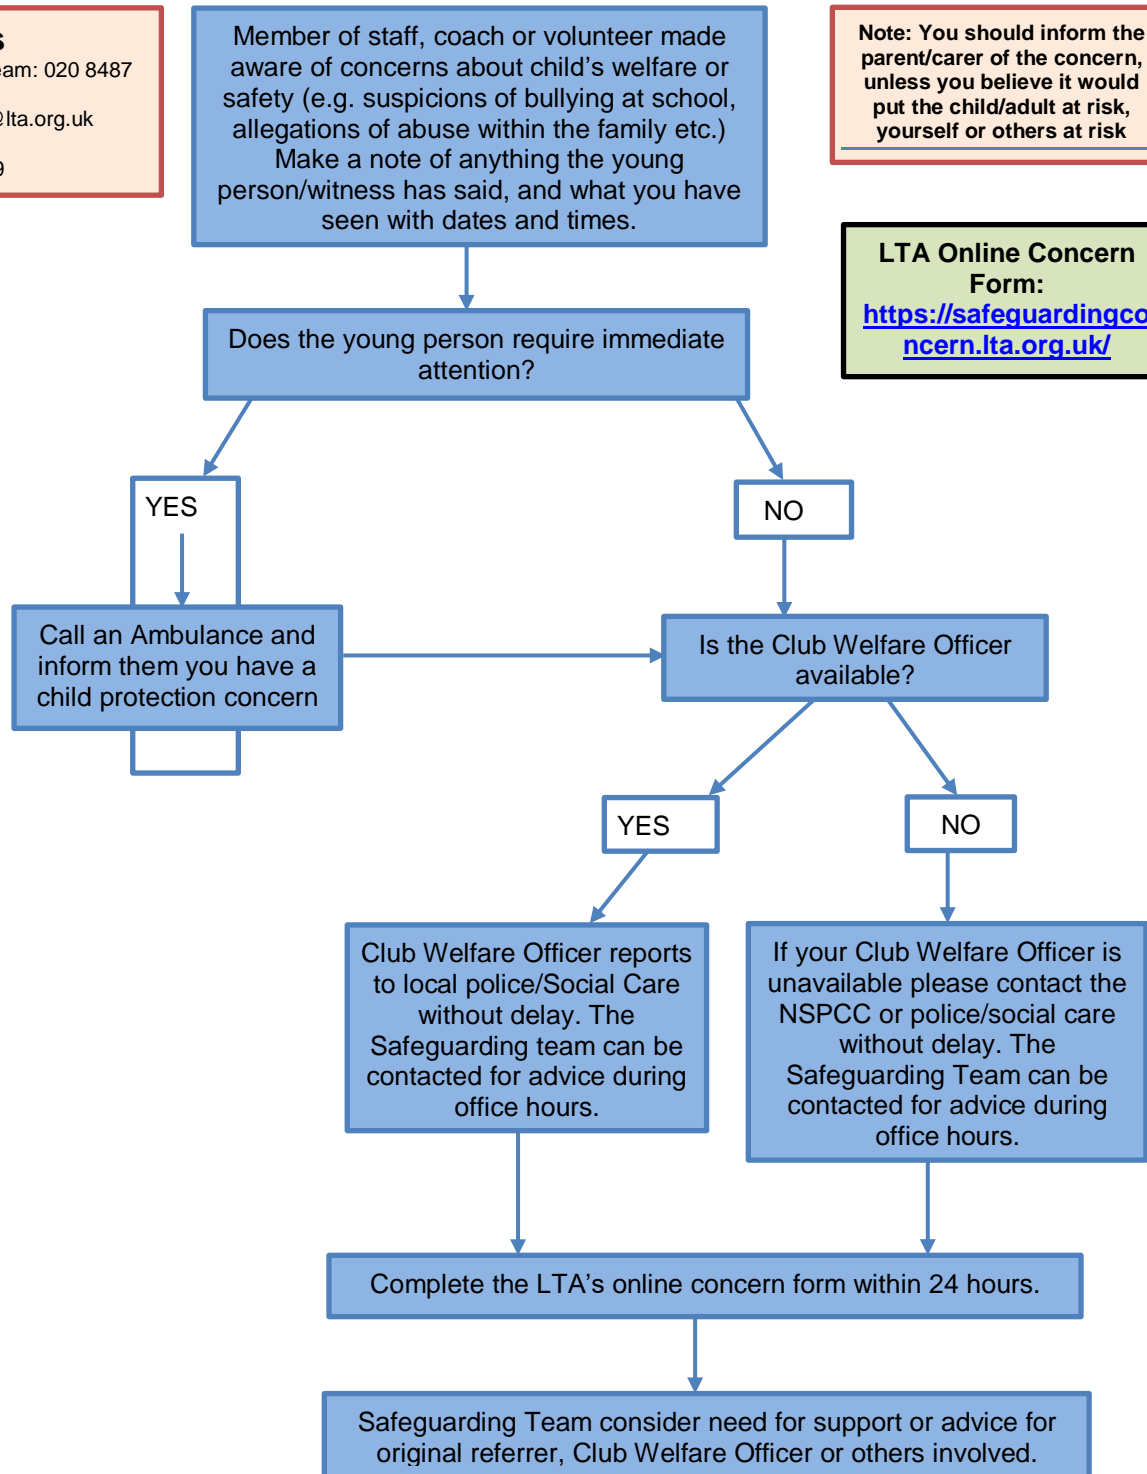 S
eam: 020 8487
@lta.org.uk
9
Member of staff, coach or volunteer made
aware of concerns about child's welfare or
safety (e.g. suspicions of bullying at school,
allegations of abuse within the family etc.)
Make a note of anything the young
person/witness has said, and what you have
seen with dates and times.
Note: You should inform the
parent/carer of the concern,
unless you believe it would
put the child/adult at risk,
yourself or others at risk
LTA Online Concern
Form:
https://safeguardingco
ncern.lta.org.uk/
Does the young person require immediate
attention?
YES
NO
Call an Ambulance and
inform them you have a
child protection concern
Is the Club Welfare Officer
available?
YES
NO
Club Welfare Officer reports
to local police/Social Care
without delay. The
Safeguarding team can be
contacted for advice during
office hours.
If your Club Welfare Officer is
unavailable please contact the
NSPCC or police/social care
without delay. The
Safeguarding Team can be
contacted for advice during
office hours.
Complete the LTA's online concern form within 24 hours.
Safeguarding Team consider need for support or advice for
original referrer, Club Welfare Officer or others involved.